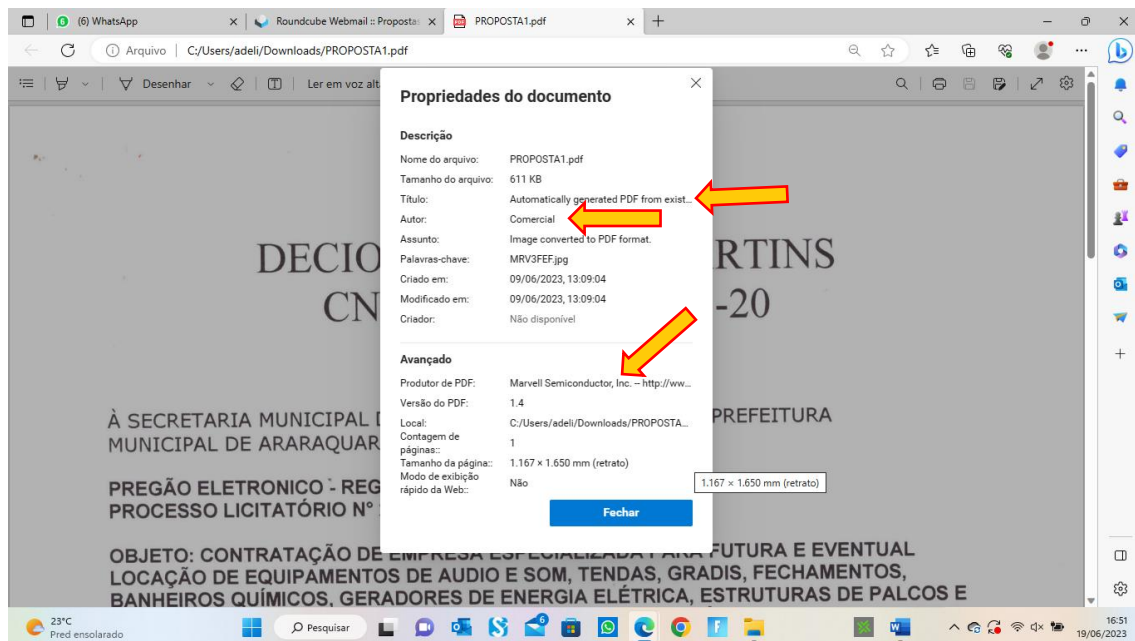 (6) WhatsApp
Roundcube Webmail :: Proposta
PROPOSTA1.pdf
Arquivo C:/Users/adeli/Downloads/PROPOSTA1.pdf
Desenhar
Ler em voz alt
Propriedades do documento
Descrição
Nome do arquivo: PROPOSTA1.pdf
Tamanho do arquivo: 611 KB
Título: Automatically generated PDF from exist...
Autor: Comercial
Assunto: Image converted to PDF format.
Palavras-chave: MRV3FEF.jpg
Criado em: 09/06/2023, 13:09:04
Modificado em: 09/06/2023, 13:09:04
Criador: Não disponível
Avançado
Produtor de PDF: Marvell Semiconductor, Inc. – http://ww...
Versão do PDF: 1.4
Local: C:/Users/adeli/Downloads/PROPOSTA...
Contagem de páginas:: 1
Tamanho da página:: 1.167 × 1.650 mm (retrato)
Modo de exibição rápido da Web:: Não
Fechar
1.167 × 1.650 mm (retrato)
DECIO RTINS
CN -20
À SECRETARIA MUNICIPAL PREFEITURA
MUNICIPAL DE ARARAQUAR
PREGÃO ELETRONICO - REG
PROCESSO LICITATÓRIO Nº
OBJETO: CONTRATAÇÃO DE EMPRESA ESPECIALIZADA PARA FUTURA E EVENTUAL
LOCAÇÃO DE EQUIPAMENTOS DE AUDIO E SOM, TENDAS, GRADIS, FECHAMENTOS,
BANHEIROS QUÍMICOS, GERADORES DE ENERGIA ELÉTRICA, ESTRUTURAS DE PALCOS E
23°C
Pred ensolarado
Pesquisar
16:51
19/06/2023